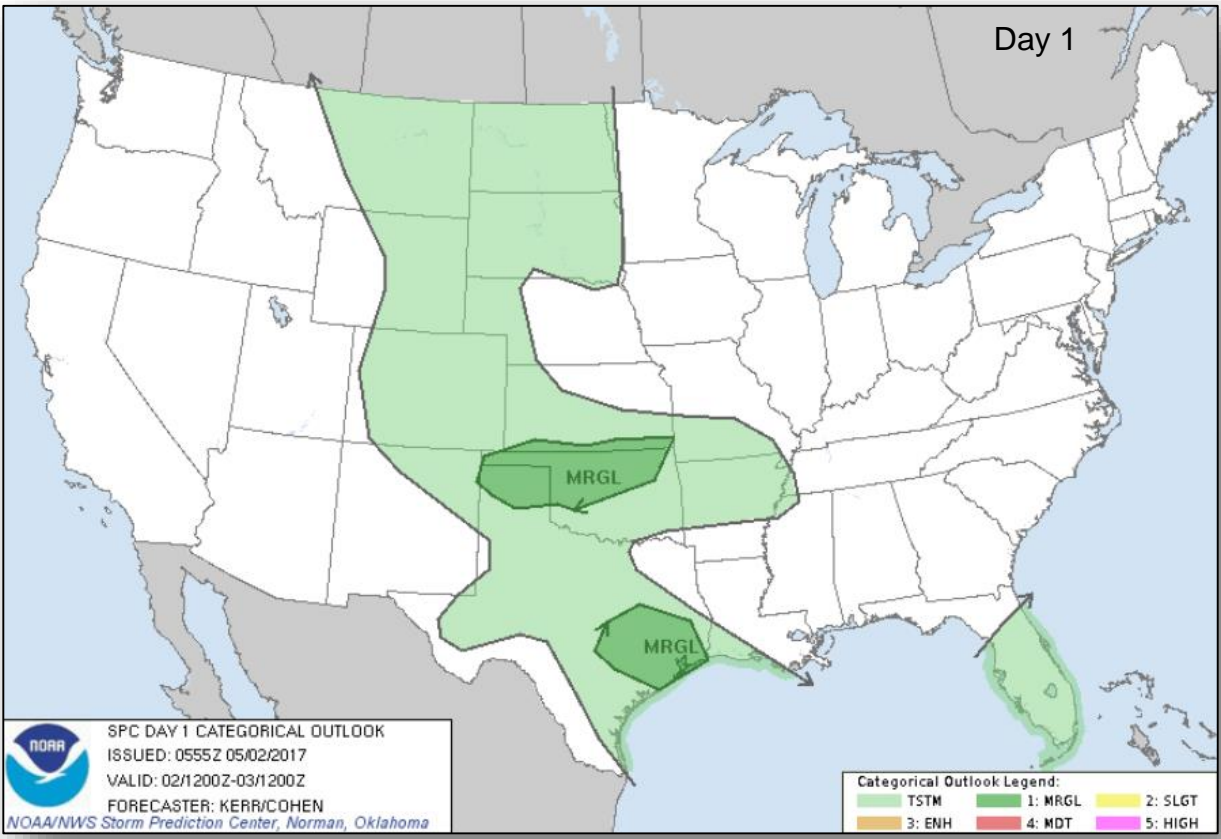 Day 1
MRGL
MRGL
NOAA
SPC DAY 1 CATEGORICAL OUTLOOK
ISSUED: 0555Z 05/02/2017
VALID: 02/1200Z-03/1200Z
FORECASTER: KERR/COHEN
NOAA/NWS Storm Prediction Center, Norman, Oklahoma
Categorical Outlook Legend:
TSTM 1: MRGL 2: SLGT
3: ENH 4: MDT 5: HIGH